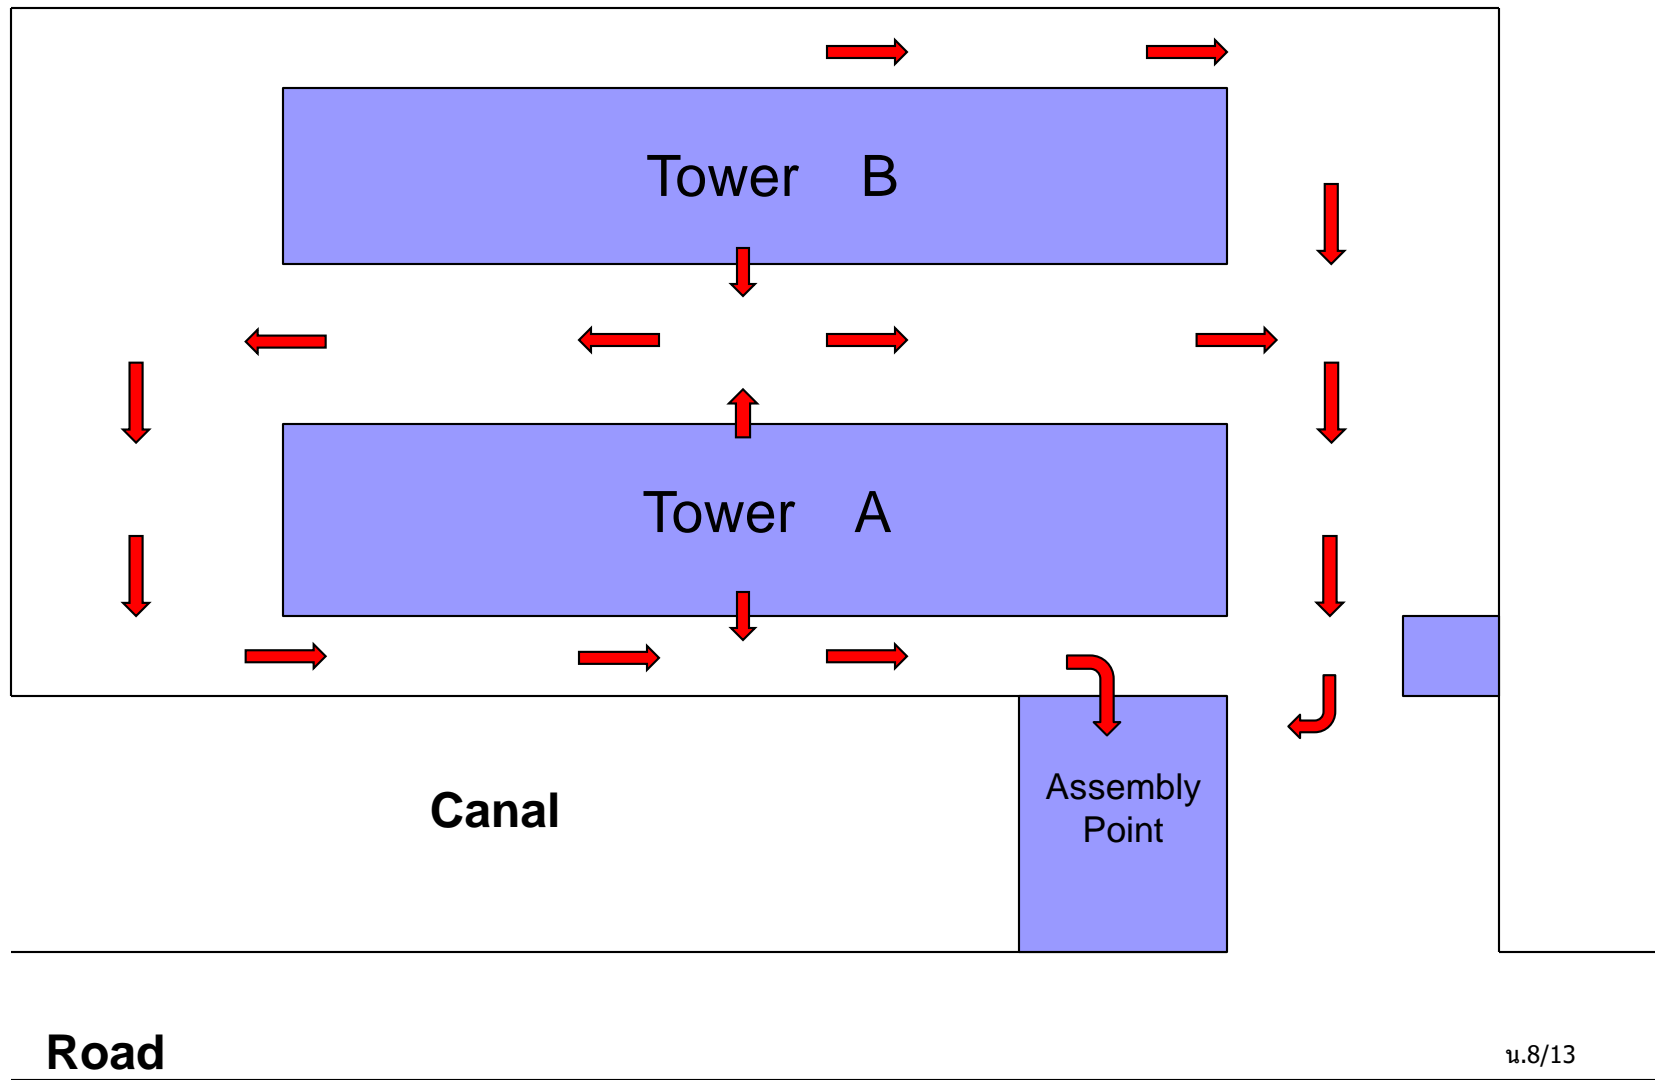 Tower B
Tower A
Assembly
Point
Canal
Road
น.8/13